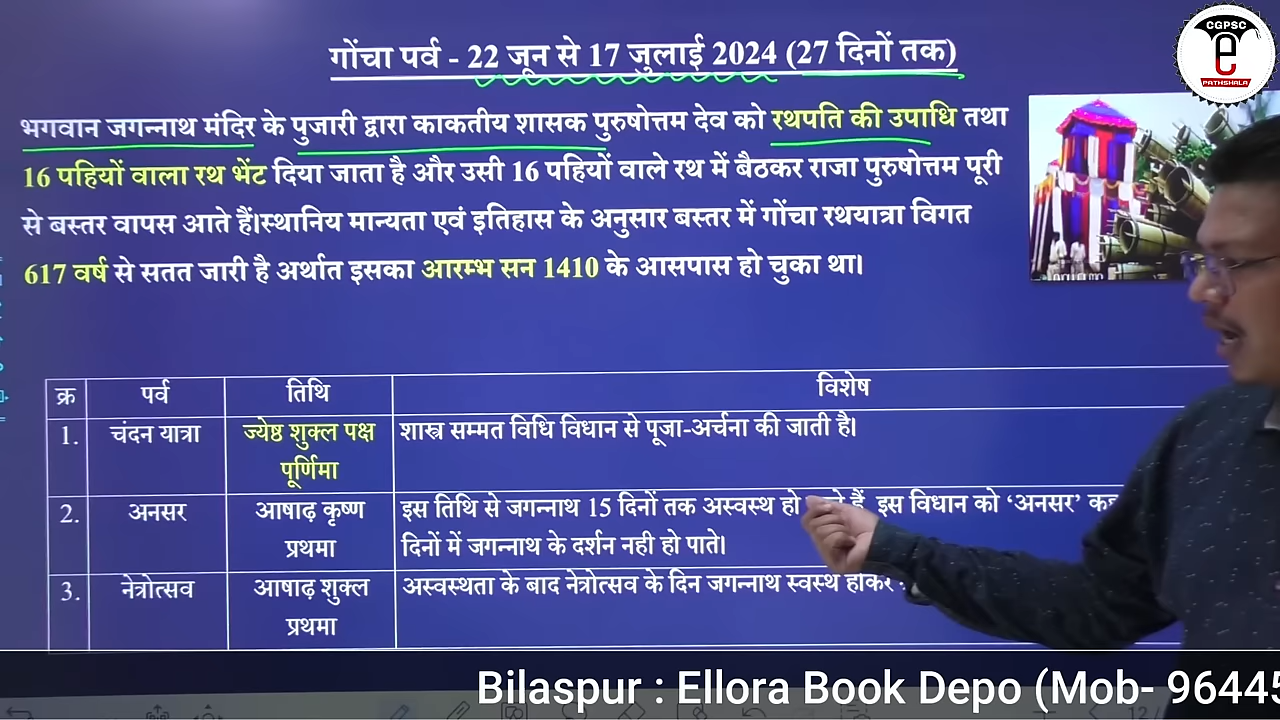 CGPSC
e
PATHSHALA
गोंचा पर्व - 22 जून से 17 जुलाई 2024 (27 दिनों तक)
भगवान जगन्नाथ मंदिर के पुजारी द्वारा काकतीय शासक पुरुषोत्तम देव को रथपति की उपाधि तथा
16 पहियों वाला रथ भेंट दिया जाता है और उसी 16 पहियों वाले रथ में बैठकर राजा पुरुषोत्तम पूरी
से बस्तर वापस आते हैं।स्थानिय मान्यता एवं इतिहास के अनुसार बस्तर में गोंचा रथयात्रा विगत
617 वर्ष से सतत जारी है अर्थात इसका आरम्भ सन 1410 के आसपास हो चुका था।
क्र पर्व तिथि विशेष
1. चंदन यात्रा ज्येष्ठ शुक्ल पक्ष शास्त्र सम्मत विधि विधान से पूजा-अर्चना की जाती है।
पूर्णिमा
2. अनसर आषाढ़ कृष्ण इस तिथि से जगन्नाथ 15 दिनों तक अस्वस्थ हो हैं, इस विधान को ‘अनसर’
प्रथमा दिनों में जगन्नाथ के दर्शन नही हो पाते।
3. नेत्रोत्सव आषाढ़ शुक्ल अस्वस्थता के बाद नेत्रोत्सव के दिन जगन्नाथ स्वस्थ होकर
प्रथमा
Bilaspur : Ellora Book Depo (Mob- 96445